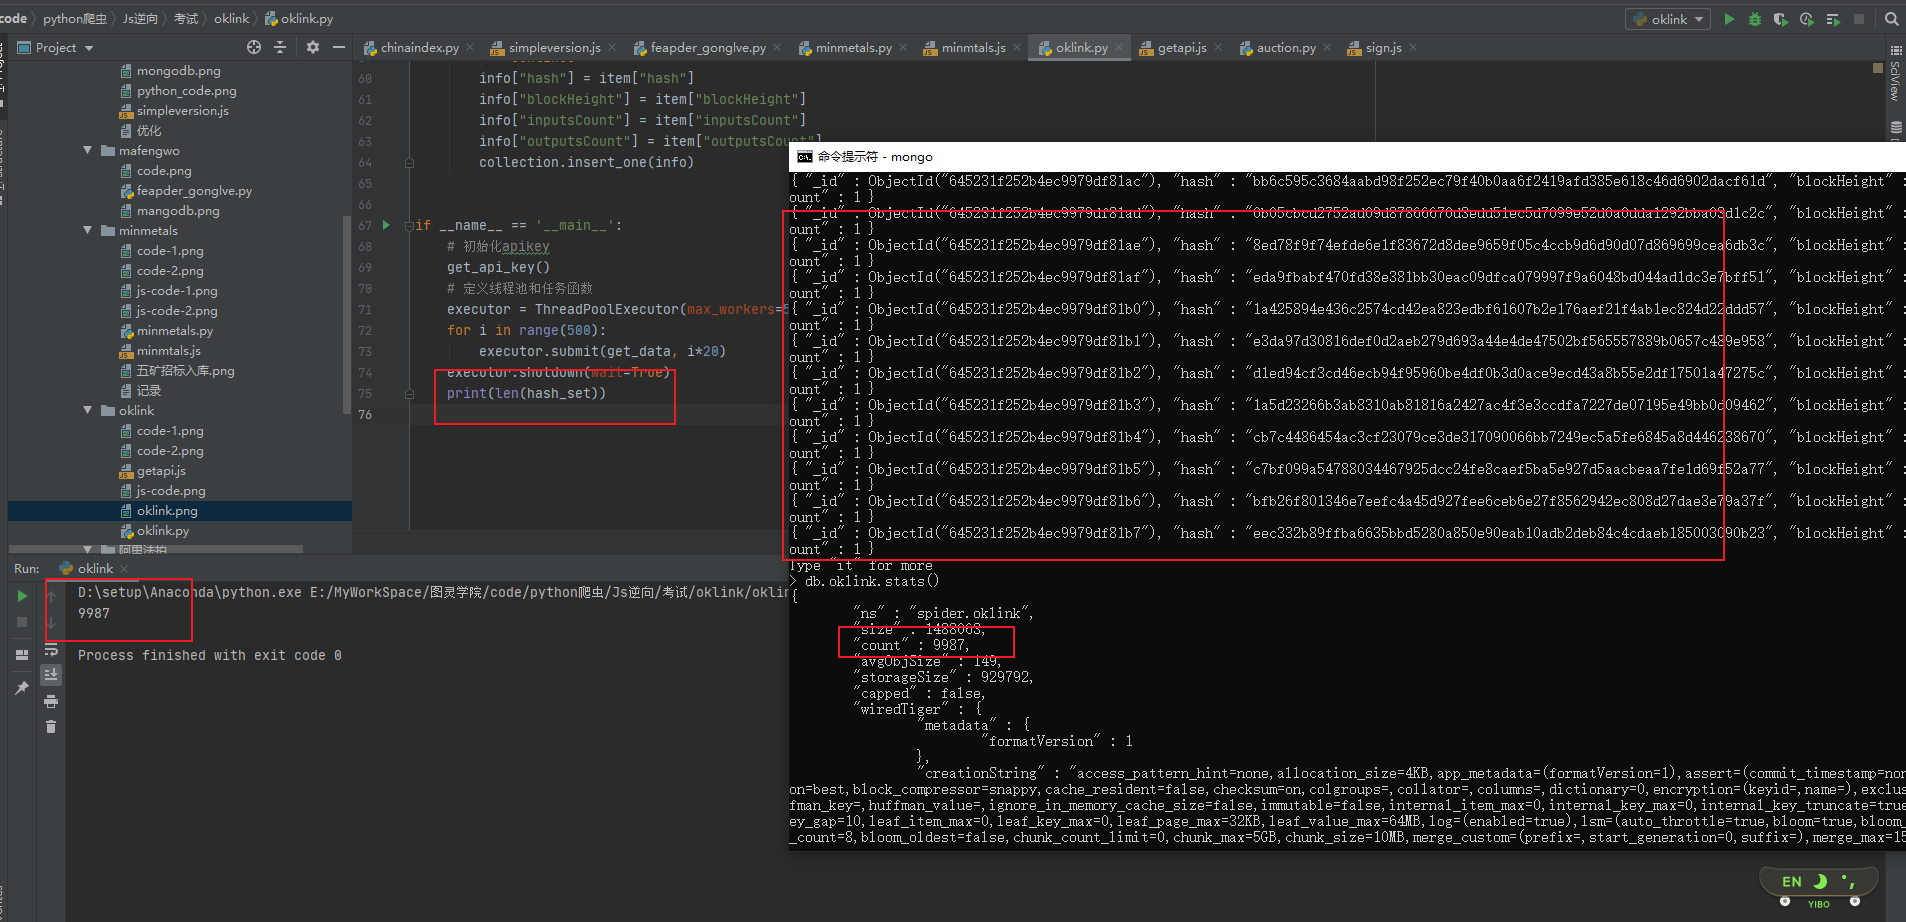 code 〉 python爬虫 〉 Js逆向 〉 考试 〉 oklink 〉 oklink.py
oklink
Project
chinaindex.py × simpleversion.js × feapder_gonglve.py × minmetals.py × minmtals.js × oklink.py × getapi.js × auction.py × sign.js ×
SciView
mongodb.png
python_code.png
simpleversion.js
优化
mafengwo
code.png
feapder_gonglve.py
mangodb.png
minmetals
code-1.png
code-2.png
js-code-1.png
js-code-2.png
minmetals.py
minmtals.js
五矿招标入库.png
记录
oklink
code-1.png
code-2.png
getapi.js
js-code.png
oklink.png
oklink.py
阿里法拍
60 info["hash"] = item["hash"]
61 info["blockHeight"] = item["blockHeight"]
62 info["inputsCount"] = item["inputsCount"]
63 info["outputsCount"] = item["outputsCount"]
64 collection.insert_one(info)
65
66
67 if __name__ == '__main__':
68 # 初始化apikey
69 get_api_key()
70 # 定义线程池和任务函数
71 executor = ThreadPoolExecutor(max_workers=5
72 for i in range(500):
73 executor.submit(get_data, i*20)
74 executor.shutdown(wait=True)
75 print(len(hash_set))
76
Run: oklink ×
D:\setup\Anaconda\python.exe E:/MyWorkSpace/图灵学院/code/python爬虫/Js逆向/考试/oklink/oklin
9987
Process finished with exit code 0
命令提示符 - mongo
{ "_id" : ObjectId("645231f252b4ec9979df81ac"), "hash" : "bb6c595c3684aabd98f252ec79f40b0aa6f2419afd385e618c46d6902dacf61d", "blockHeight" :
ount" : 1 }
{ "_id" : ObjectId("645231f252b4ec9979df81ad"), "hash" : "0b05cbcd2752ad09d87866670d3edd51ec5d7099e52d0a0dda1292bba03d1c2c", "blockHeight" :
ount" : 1 }
{ "_id" : ObjectId("645231f252b4ec9979df81ae"), "hash" : "8ed78f9f74efde6e1f83672d8dee9659f05c4ccb9d6d90d07d869699cea6db3c", "blockHeight" :
ount" : 1 }
{ "_id" : ObjectId("645231f252b4ec9979df81af"), "hash" : "eda9fbabf470fd38e381bb30eac09dfca079997f9a6048bd044ad1dc3e7bff51", "blockHeight" :
ount" : 1 }
{ "_id" : ObjectId("645231f252b4ec9979df81b0"), "hash" : "1a425894e436c2574cd42ea823edbf61607b2e176aef21f4ab1ec824d22ddd57", "blockHeight" :
ount" : 1 }
{ "_id" : ObjectId("645231f252b4ec9979df81b1"), "hash" : "e3da97d30816def0d2aeb279d693a44e4de47502bf565557889b0657c489e958", "blockHeight" :
ount" : 1 }
{ "_id" : ObjectId("645231f252b4ec9979df81b2"), "hash" : "d1ed94cf3cd46ecb94f95960be4df0b3d0ace9ecd43a8b55e2df17501a47275c", "blockHeight" :
ount" : 1 }
{ "_id" : ObjectId("645231f252b4ec9979df81b3"), "hash" : "1a5d23266b3ab8310ab81816a2427ac4f3e3ccdfa7227de07195e49bb0d09462", "blockHeight" :
ount" : 1 }
{ "_id" : ObjectId("645231f252b4ec9979df81b4"), "hash" : "cb7c4486454ac3cf23079ce3de317090066bb7249ec5a5fe6845a8d446238670", "blockHeight" :
ount" : 1 }
{ "_id" : ObjectId("645231f252b4ec9979df81b5"), "hash" : "c7bf099a54788034467925dcc24fe8caef5ba5e927d5aacbeaa7fe1d69f52a77", "blockHeight" :
ount" : 1 }
{ "_id" : ObjectId("645231f252b4ec9979df81b6"), "hash" : "bfb26f801346e7eefc4a45d927fee6ceb6e27f8562942ec808d27dae3e79a37f", "blockHeight" :
ount" : 1 }
{ "_id" : ObjectId("645231f252b4ec9979df81b7"), "hash" : "eec332b89ffba6635bbd5280a850e90eab10adb2deb84c4cdaeb185003090b23", "blockHeight" :
ount" : 1 }
Type "it" for more
> db.oklink.stats()
{
"ns" : "spider.oklink",
"size" : 1488063,
"count" : 9987,
"avgObjSize" : 149,
"storageSize" : 929792,
"capped" : false,
"wiredTiger" : {
"metadata" : {
"formatVersion" : 1
},
"creationString" : "access_pattern_hint=none,allocation_size=4KB,app_metadata=(formatVersion=1),assert=(commit_timestamp=non
on=best,block_compressor=snappy,cache_resident=false,checksum=on,colgroups=,collator=,columns=,dictionary=0,encryption=(keyid=,name=),exclus
fman_key=,huffman_value=,ignore_in_memory_cache_size=false,immutable=false,internal_item_max=0,internal_key_max=0,internal_key_truncate=true
ey_gap=10,leaf_item_max=0,leaf_key_max=0,leaf_page_max=32KB,leaf_value_max=64MB,log=(enabled=true),lsm=(auto_throttle=true,bloom=true,bloom_
_count=8,bloom_oldest=false,chunk_count_limit=0,chunk_max=5GB,chunk_size=10MB,merge_custom=(prefix=,start_generation=0,suffix=),merge_max=15
EN
YIBO